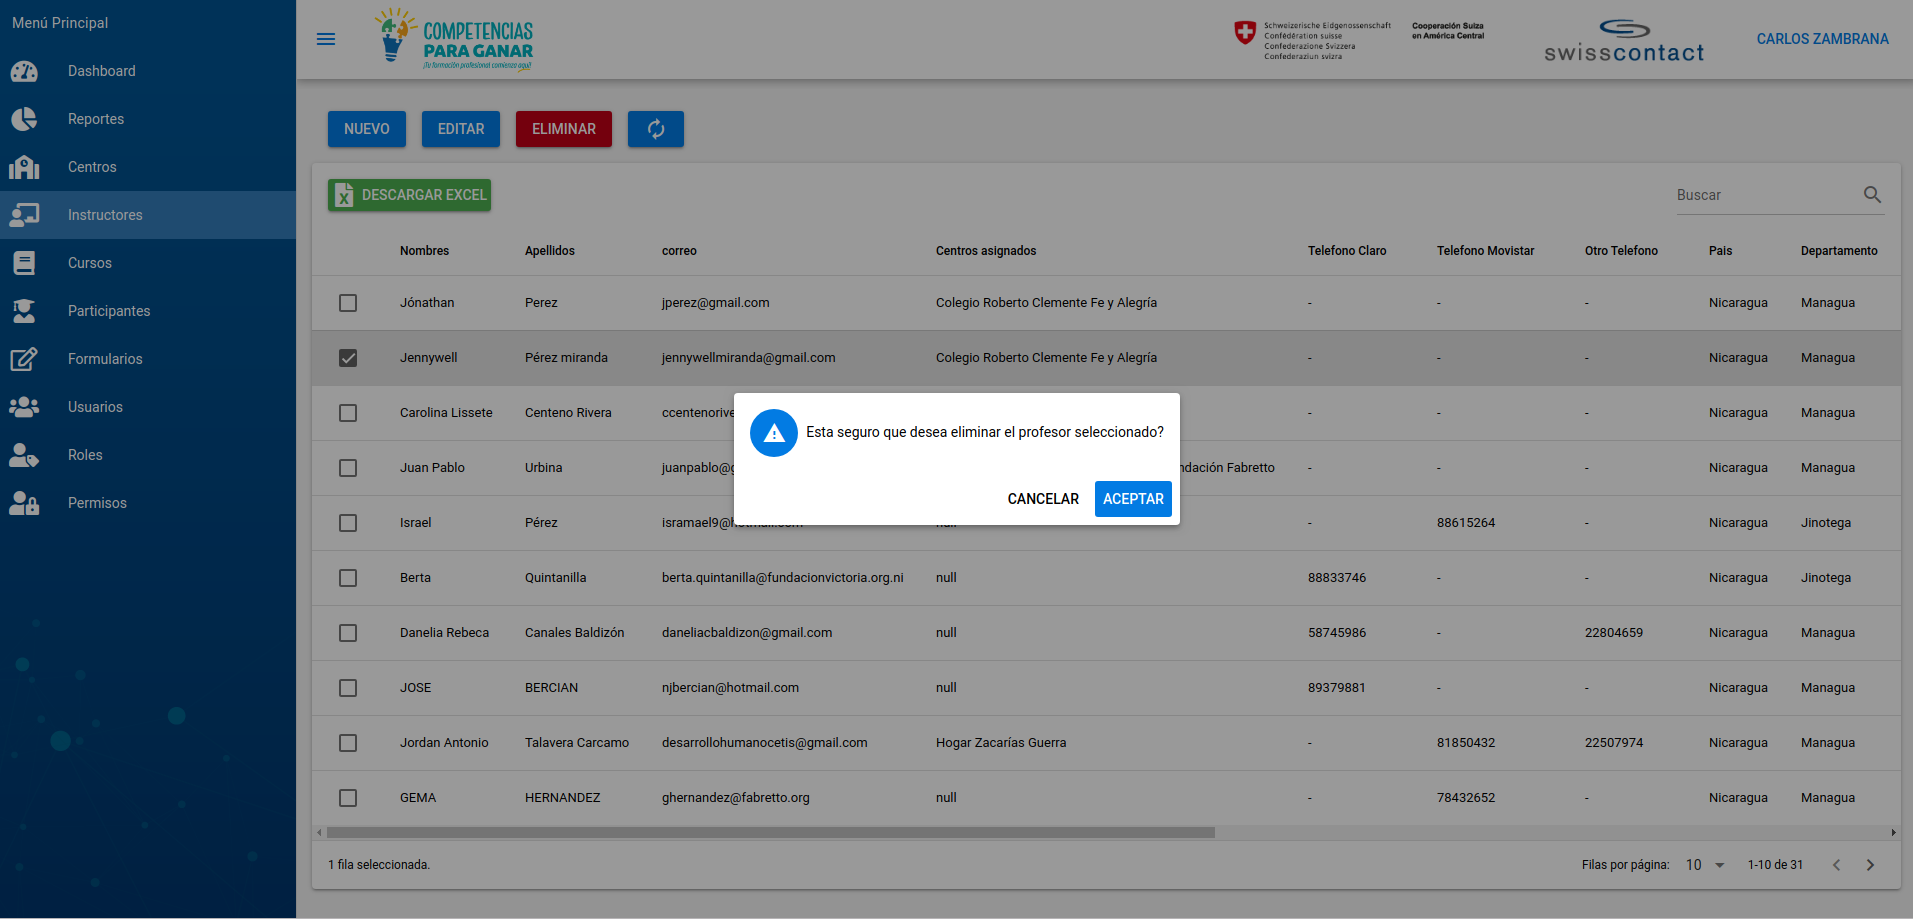 Menú Principal
Dashboard
Reportes
Centros
Instructores
Cursos
Participantes
Formularios
Usuarios
Roles
Permisos
COMPETENCIAS
PARA GANAR
¡Tu formación profesional comienza aquí!
Schweizerische Eidgenossenschaft
Confédération suisse
Confederazione Svizzera
Confederaziun svizra
Cooperación Suiza
en América Central
swisscontact
CARLOS ZAMBRANA
NUEVO EDITAR ELIMINAR
DESCARGAR EXCEL
Buscar
Nombres Apellidos correo Centros asignados Telefono Claro Telefono Movistar Otro Telefono Pais Departamento
Jónathan Perez jperez@gmail.com Colegio Roberto Clemente Fe y Alegría - - - Nicaragua Managua
Jennywell Pérez miranda jennywellmiranda@gmail.com Colegio Roberto Clemente Fe y Alegría - - - Nicaragua Managua
Carolina Lissete Centeno Rivera ccentenorive - - - Nicaragua Managua
Juan Pablo Urbina juanpablo@g ndación Fabretto - - - Nicaragua Managua
Israel Pérez isramael9@hotmail.com null - 88615264 - Nicaragua Jinotega
Berta Quintanilla berta.quintanilla@fundacionvictoria.org.ni null 88833746 - - Nicaragua Jinotega
Danelia Rebeca Canales Baldizón daneliacbaldizon@gmail.com null 58745986 - 22804659 Nicaragua Managua
JOSE BERCIAN njbercian@hotmail.com null 89379881 - - Nicaragua Managua
Jordan Antonio Talavera Carcamo desarrollohumanocetis@gmail.com Hogar Zacarías Guerra - 81850432 22507974 Nicaragua Managua
GEMA HERNANDEZ ghernandez@fabretto.org null - 78432652 - Nicaragua Managua
1 fila seleccionada.
Filas por página: 10 1-10 de 31
Esta seguro que desea eliminar el profesor seleccionado?
CANCELAR ACEPTAR